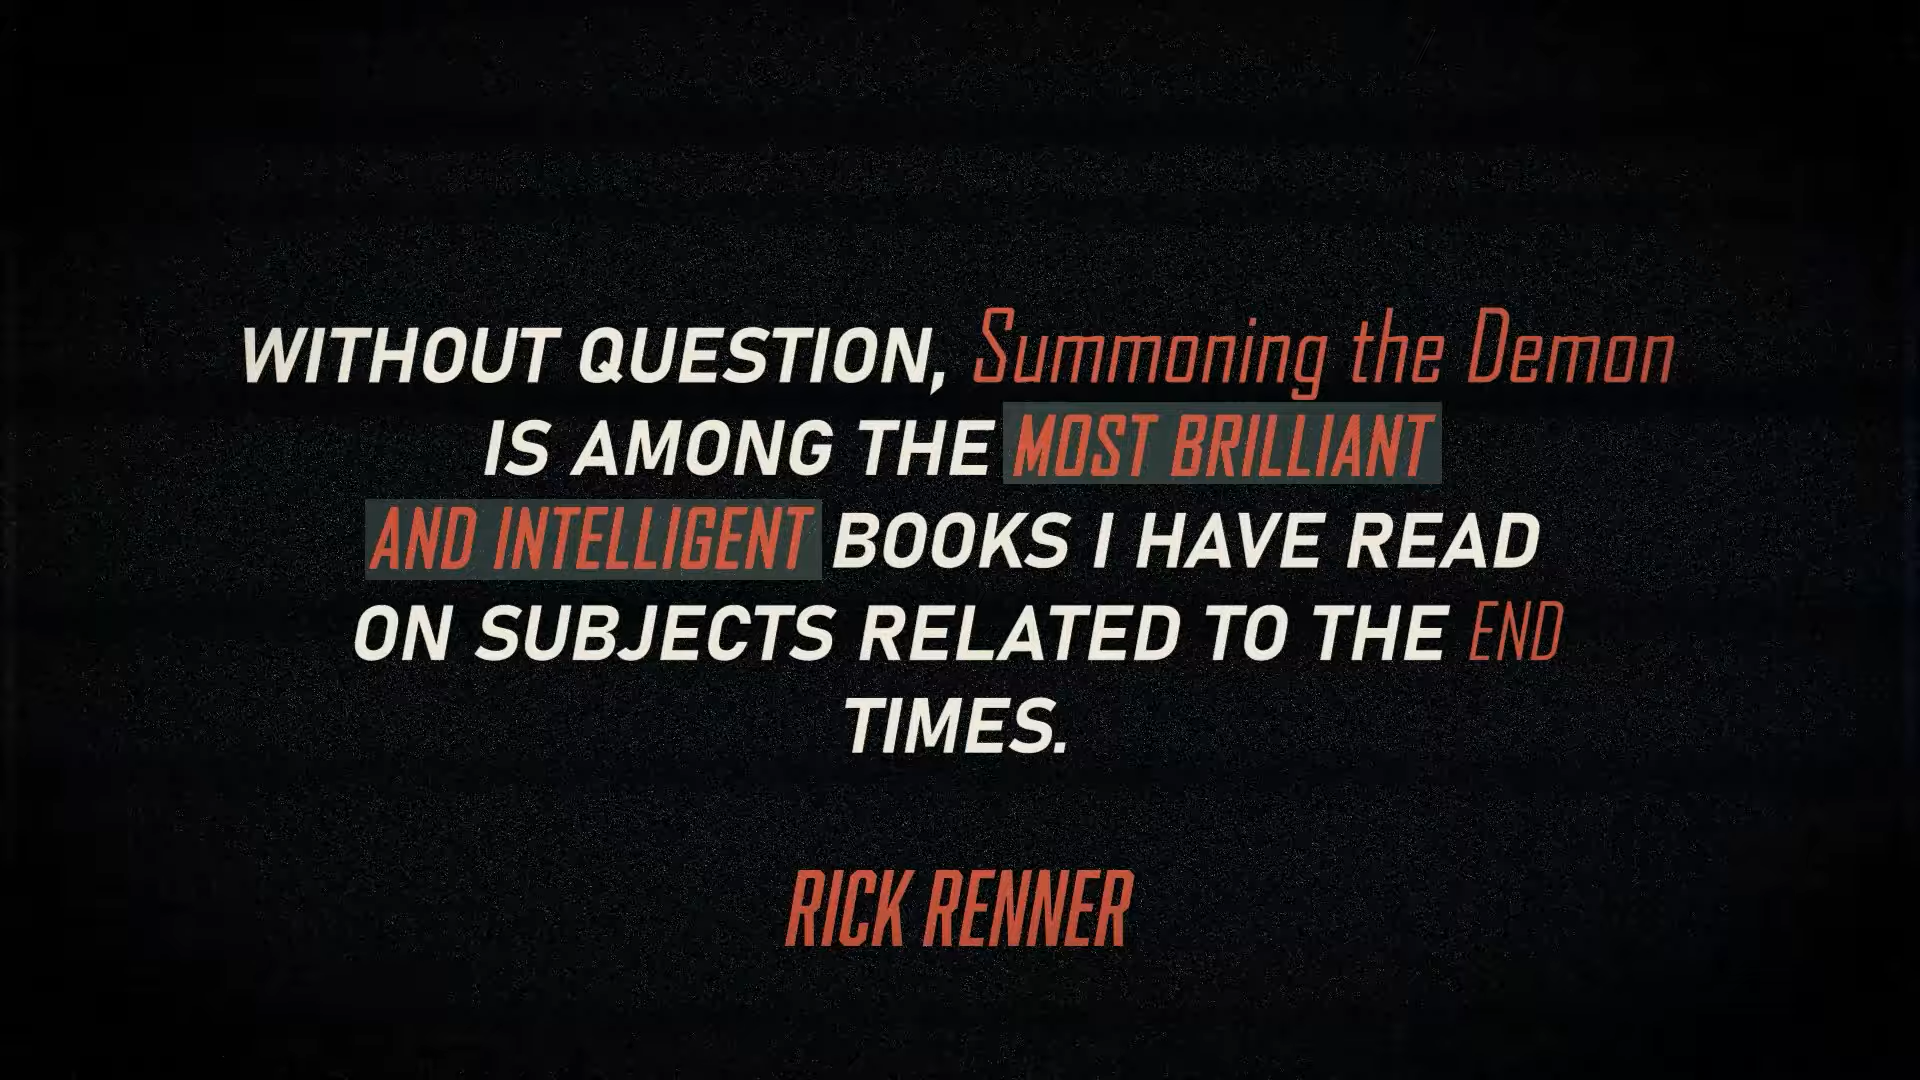 WITHOUT QUESTION, Summoning the Demon
IS AMONG THE MOST BRILLIANT
AND INTELLIGENT BOOKS I HAVE READ
ON SUBJECTS RELATED TO THE END
TIMES.
RICK RENNER